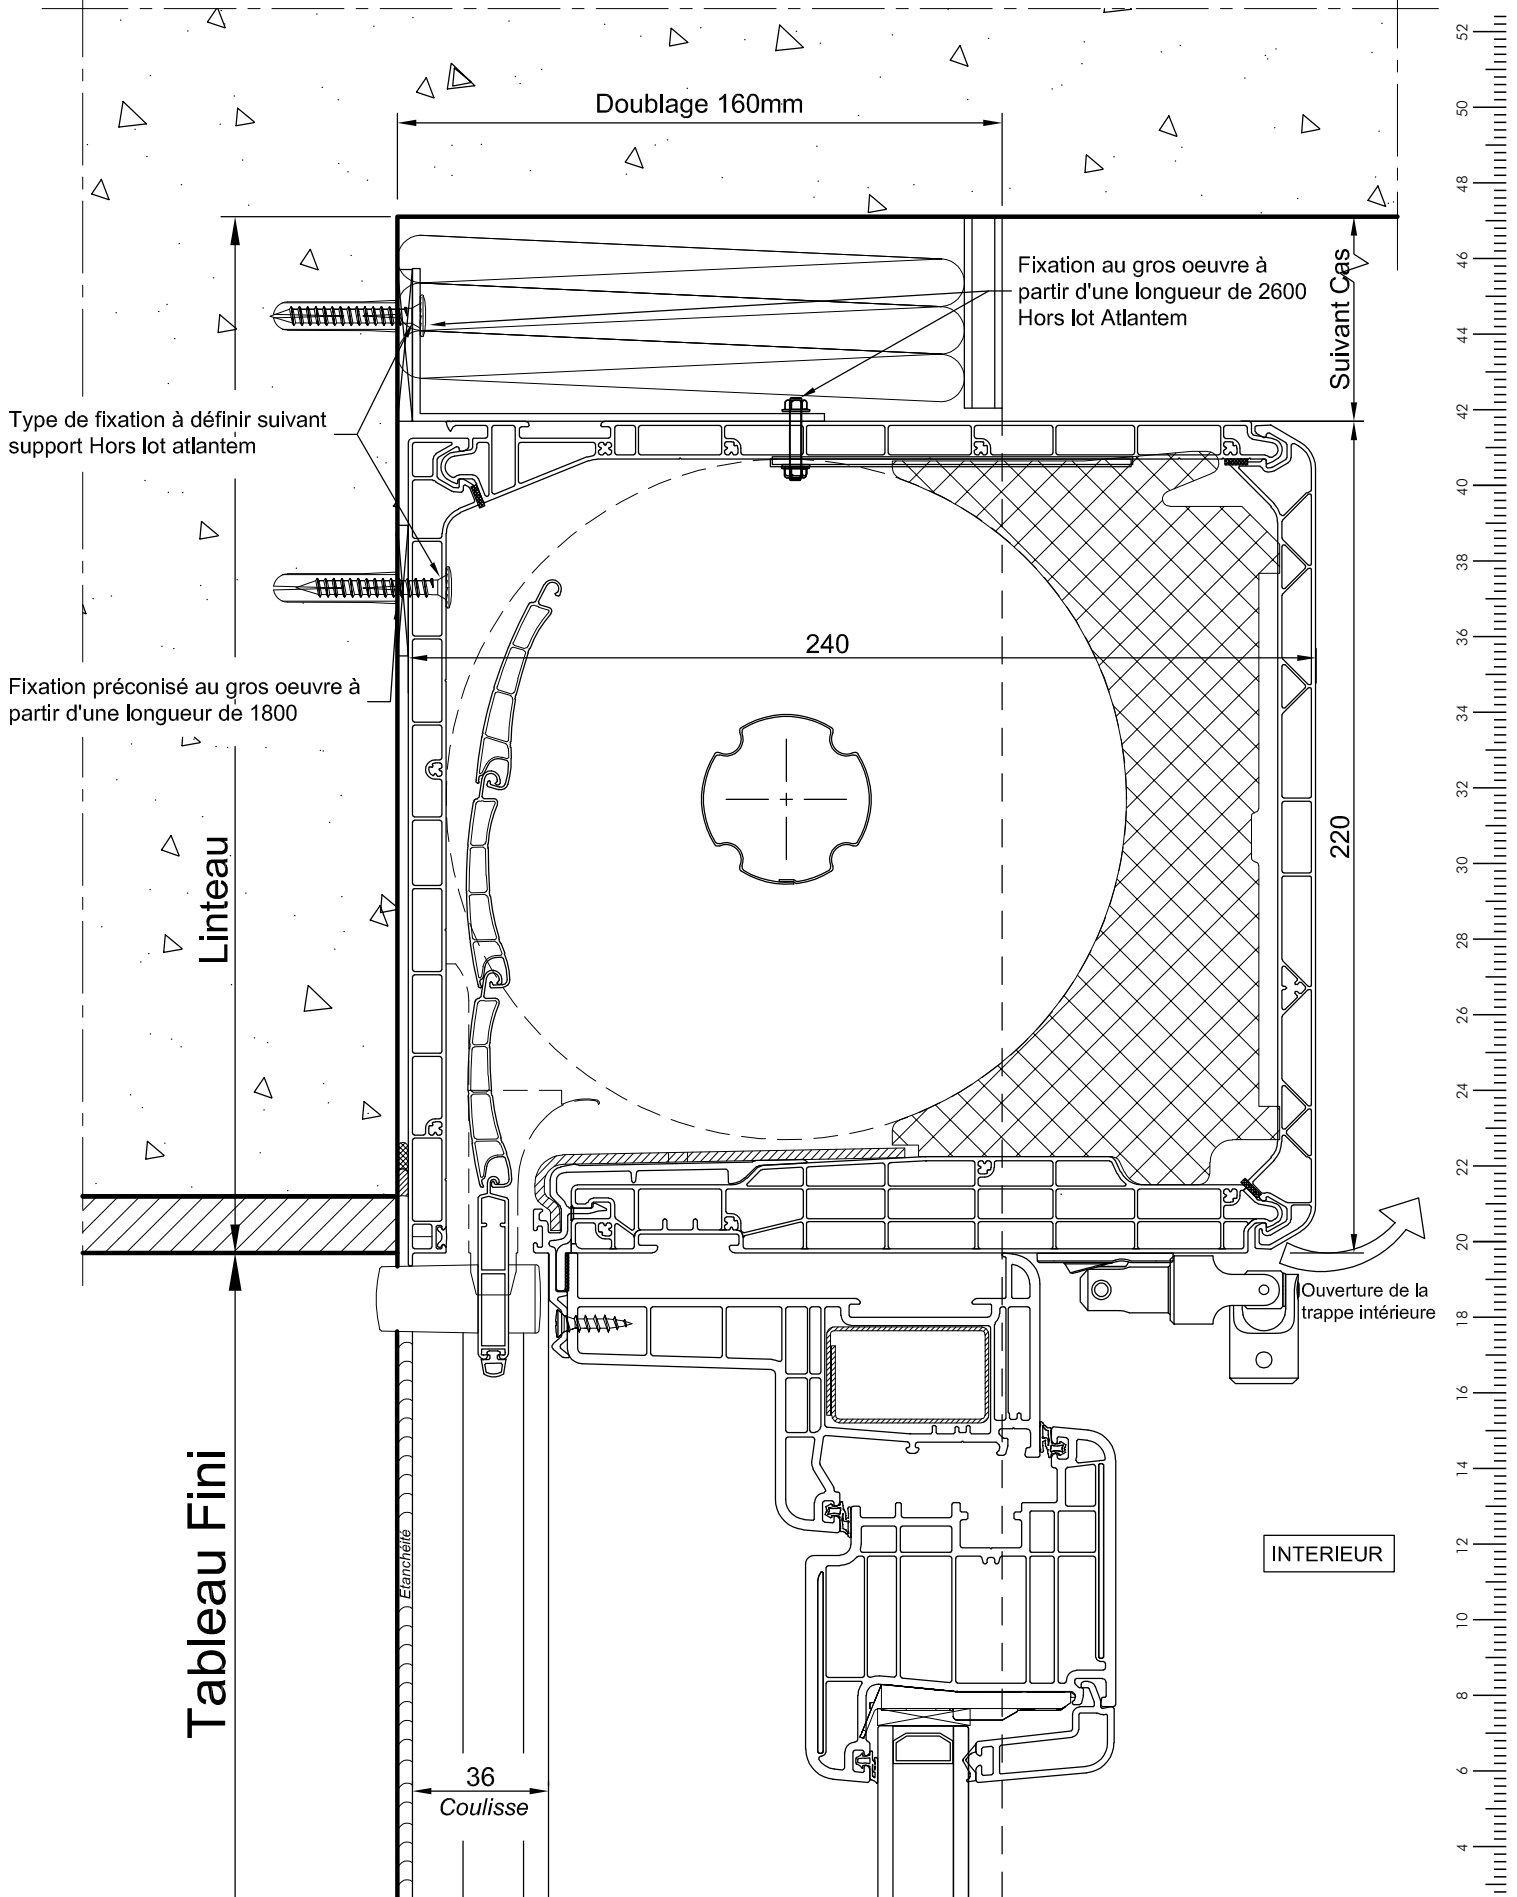 Doublage 160mm
Fixation au gros oeuvre à
partir d'une longueur de 2600
Hors lot Atlantem
Suivant Cas
Type de fixation à définir suivant
support Hors lot atlantem
240
Fixation préconisé au gros oeuvre à
partir d'une longueur de 1800
Linteau
220
Ouverture de la
trappe intérieure
Tableau Fini
Etanchéité
INTERIEUR
36
Coulisse
52
50
48
46
44
42
40
38
36
34
32
30
28
26
24
22
20
18
16
14
12
10
8
6
4